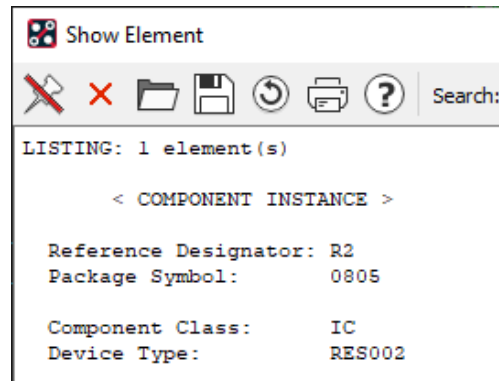 Show Element
Search:
LISTING: 1 element(s)
< COMPONENT INSTANCE >
Reference Designator: R2
Package Symbol: 0805
Component Class: IC
Device Type: RES002